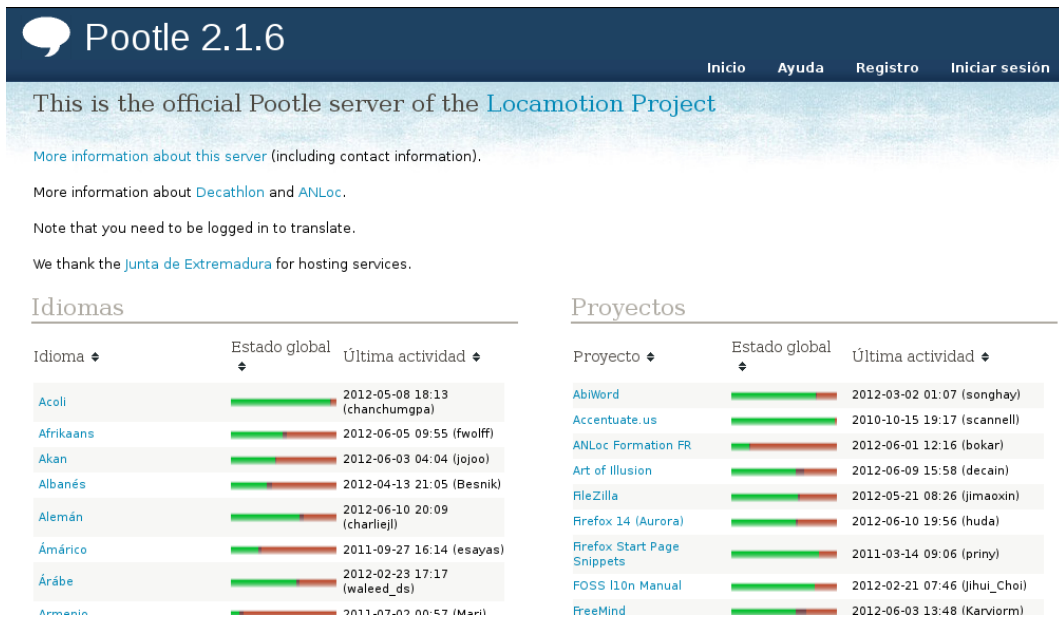 Pootle 2.1.6
Inicio Ayuda Registro Iniciar sesión
This is the official Pootle server of the Locamotion Project
More information about this server (including contact information).
More information about Decathlon and ANLoc.
Note that you need to be logged in to translate.
We thank the Junta de Extremadura for hosting services.
Idiomas
Idioma Estado global Última actividad
Acoli 2012-05-08 18:13
(chanchumgpa)
Afrikaans 2012-06-05 09:55 (fwolff)
Akan 2012-06-03 04:04 (jojoo)
Albanés 2012-04-13 21:05 (Besnik)
Alemán 2012-06-10 20:09
(charliejl)
Ámárico 2011-09-27 16:14 (esayas)
Árábe 2012-02-23 17:17
(waleed_ds)
Armenio 2011-07-02 00:57 (Mari)
Proyectos
Proyecto Estado global Última actividad
AbiWord 2012-03-02 01:07 (songhay)
Accentuate.us 2010-10-15 19:17 (scannell)
ANLoc Formation FR 2012-06-01 12:16 (bokar)
Art of Illusion 2012-06-09 15:58 (decain)
FileZilla 2012-05-21 08:26 (jimaoxin)
Firefox 14 (Aurora) 2012-06-10 19:56 (huda)
Firefox Start Page
Snippets 2011-03-14 09:06 (priny)
FOSS l10n Manual 2012-02-21 07:46 (Jihui_Choi)
FreeMind 2012-06-03 13:48 (Karviorm)